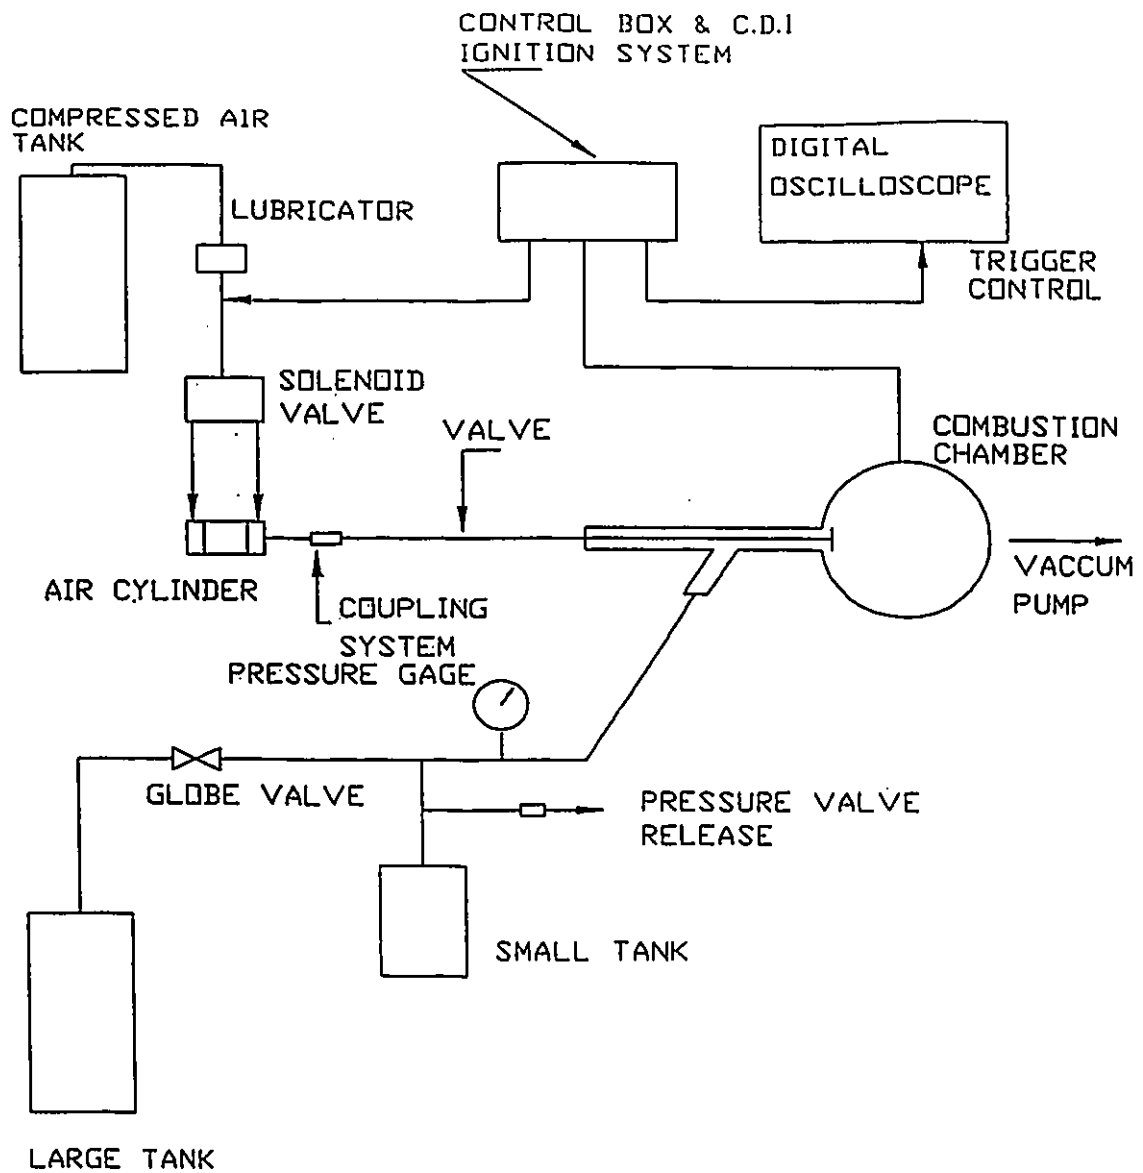 CONTROL BOX & C.D.I
IGNITION SYSTEM
COMPRESSED AIR
TANK
DIGITAL
OSCILLOSCOPE
LUBRICATOR
TRIGGER
CONTROL
SOLENOID
VALVE
VALVE
COMBUSTION
CHAMBER
AIR CYLINDER
VACCUM
PUMP
COUPLING
SYSTEM
PRESSURE GAGE
GLOBE VALVE
PRESSURE VALVE
RELEASE
SMALL TANK
LARGE TANK